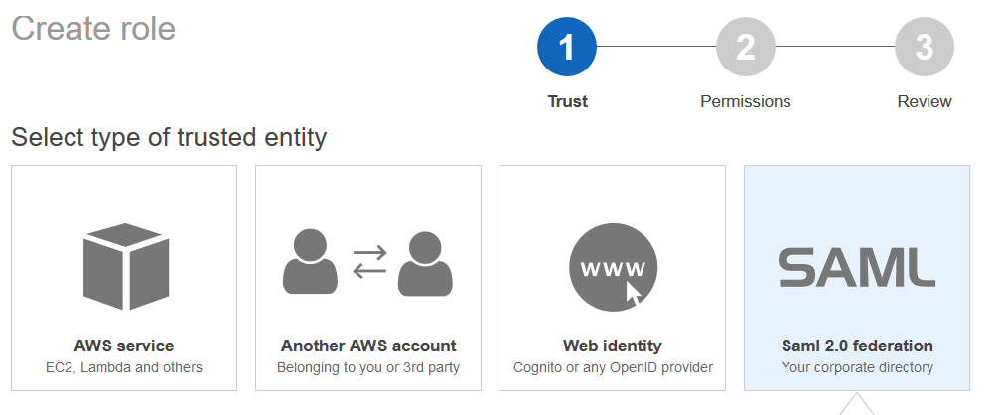 Create role
1
2
3
Trust
Permissions
Review
Select type of trusted entity
www
SAML
AWS service
EC2, Lambda and others
Another AWS account
Belonging to you or 3rd party
Web identity
Cognito or any OpenID provider
Saml 2.0 federation
Your corporate directory